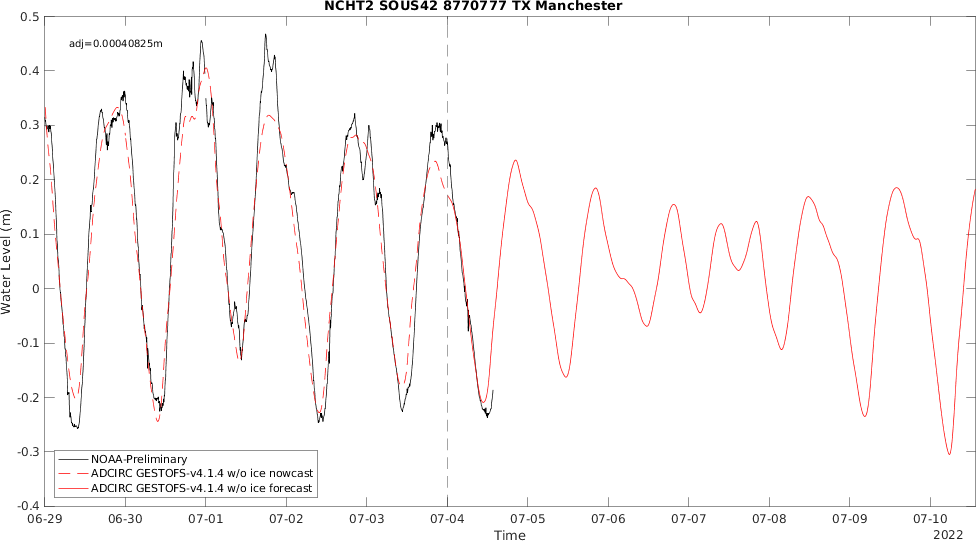 NCHT2 SOUS42 8770777 TX Manchester
adj=0.00040825m
Water Level (m)
0.5
0.4
0.3
0.2
0.1
0
-0.1
-0.2
-0.3
-0.4
NOAA-Preliminary
ADCIRC GESTOFS-v4.1.4 w/o ice nowcast
ADCIRC GESTOFS-v4.1.4 w/o ice forecast
06-29 06-30 07-01 07-02 07-03 07-04 07-05 07-06 07-07 07-08 07-09 07-10
Time
2022